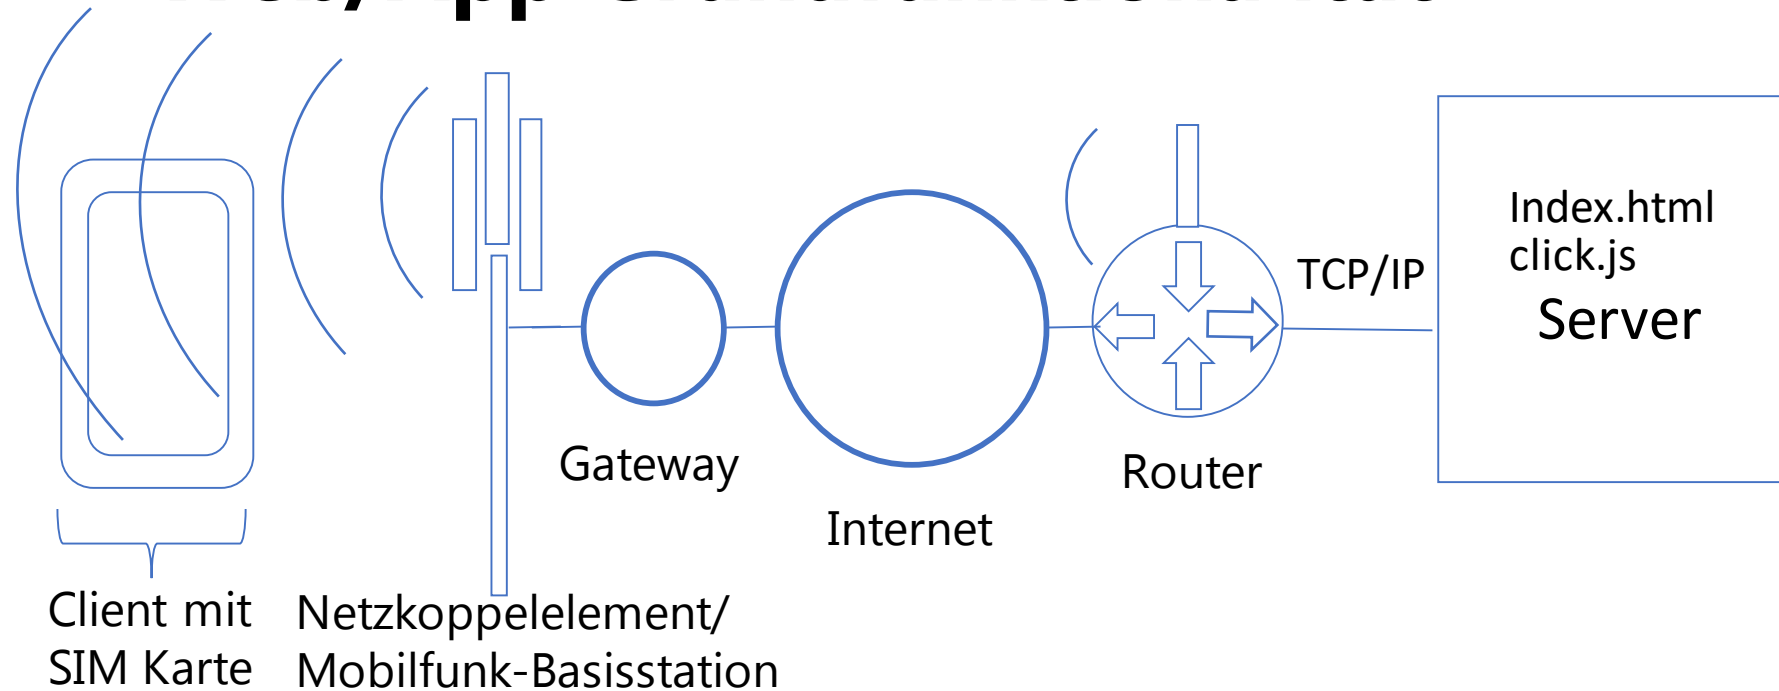 Index.html
click.js
TCP/IP
Server
Gateway
Router
Internet
Client mit
SIM Karte
Netzkoppelelement/
Mobilfunk-Basisstation